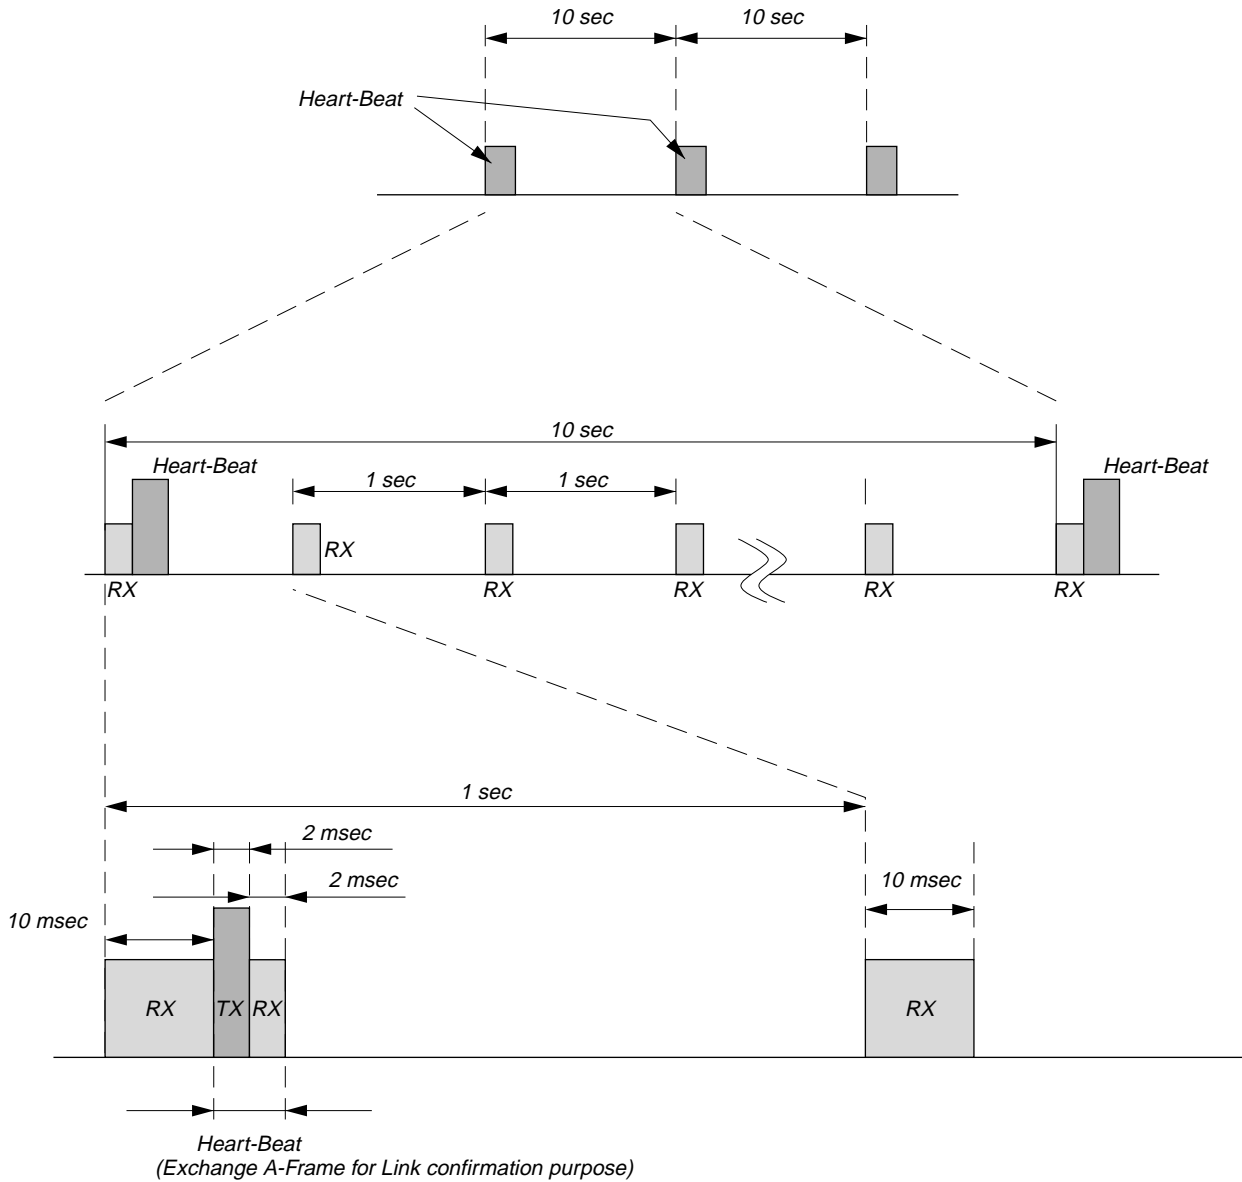 10 sec
10 sec
Heart-Beat
10 sec
Heart-Beat
Heart-Beat
1 sec
1 sec
RX
RX
RX
RX
RX
RX
1 sec
2 msec
2 msec
10 msec
10 msec
RX
TX
RX
RX
Heart-Beat
(Exchange A-Frame for Link confirmation purpose)